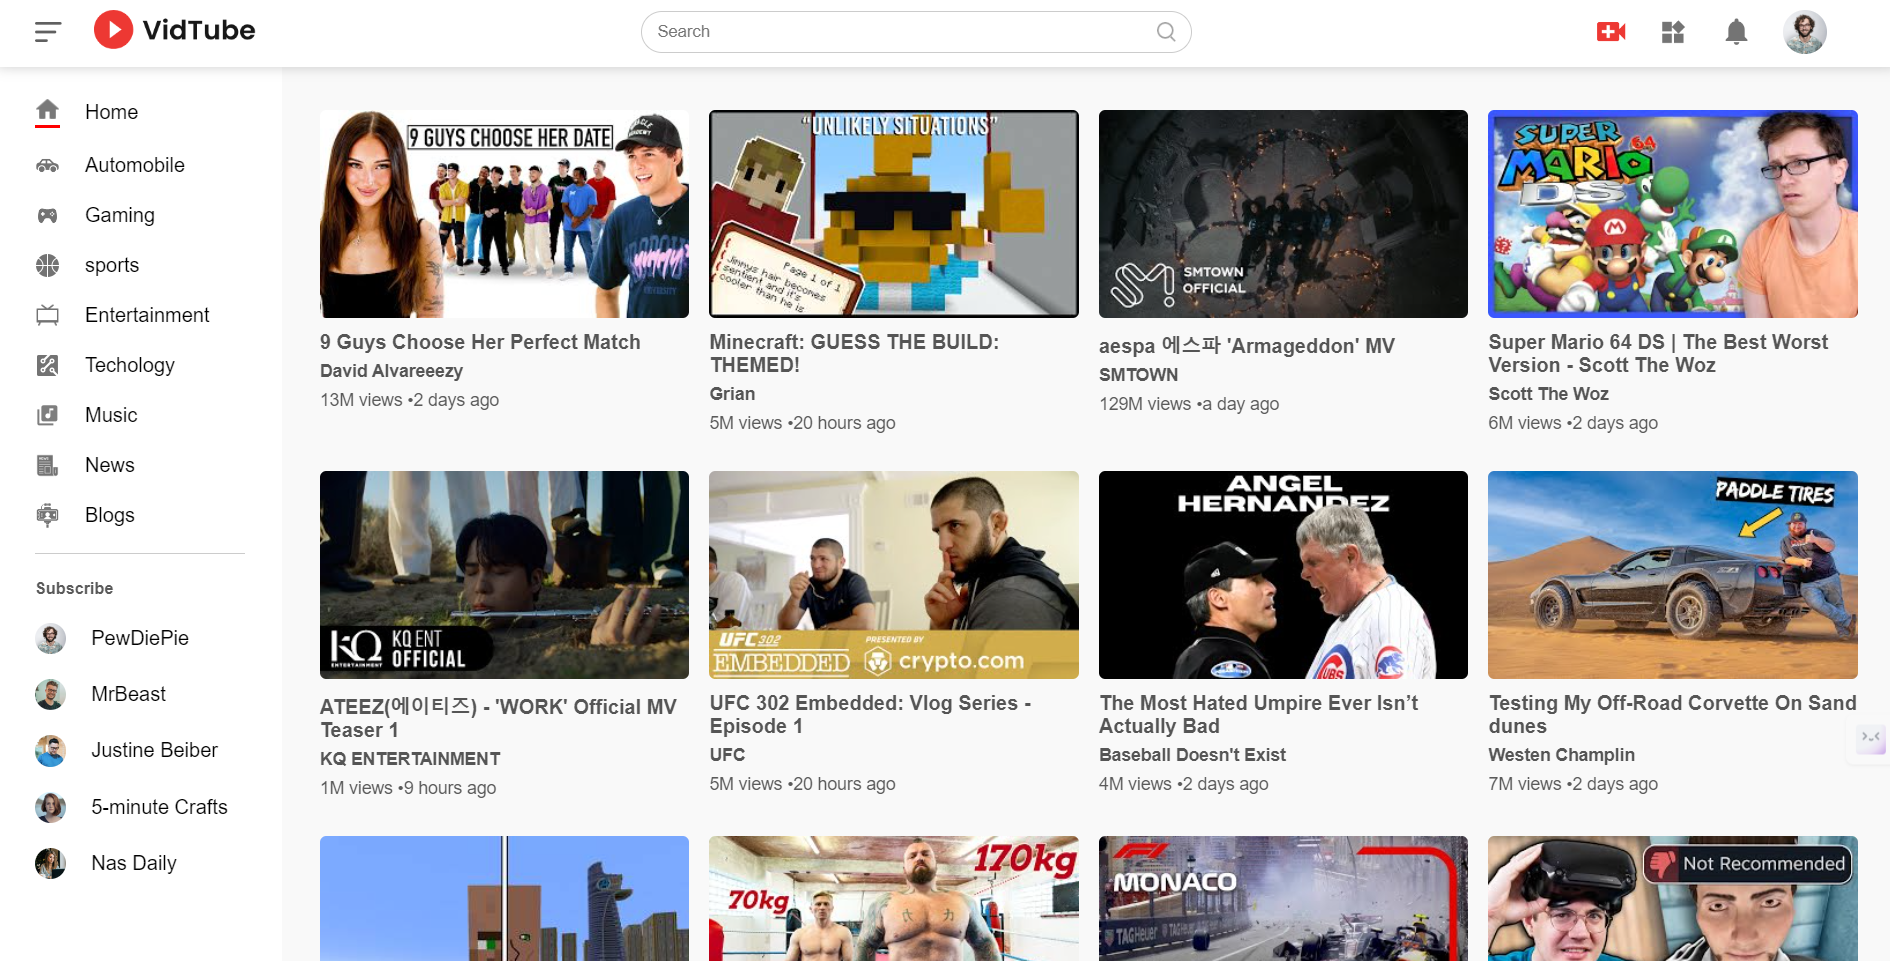 VidTube
Search
Home
Automobile
Gaming
sports
Entertainment
Techology
Music
News
Blogs
Subscribe
PewDiePie
MrBeast
Justine Beiber
5-minute Crafts
Nas Daily
9 GUYS CHOOSE HER DATE
9 Guys Choose Her Perfect Match
David Alvareeezy
13M views •2 days ago
“UNLIKELY SITUATIONS”
Page 1 of 1
Jimmys hair becomes
sentient and it's
cooler than he is
Minecraft: GUESS THE BUILD:
THEMED!
Grian
5M views •20 hours ago
SMTOWN
OFFICIAL
aespa 에스파 'Armageddon' MV
SMTOWN
129M views •a day ago
SUPER
MARIO 64
DS
Super Mario 64 DS | The Best Worst
Version - Scott The Woz
Scott The Woz
6M views •2 days ago
KQ
ENTERTAINMENT
KQ ENT
OFFICIAL
ATEEZ(에이티즈) - 'WORK' Official MV
Teaser 1
KQ ENTERTAINMENT
1M views •9 hours ago
UFC 302
EMBEDDED
PRESENTED BY
crypto.com
UFC 302 Embedded: Vlog Series -
Episode 1
UFC
5M views •20 hours ago
ANGEL
HERNANDEZ
UBS
The Most Hated Umpire Ever Isn’t
Actually Bad
Baseball Doesn't Exist
4M views •2 days ago
PADDLE TIRES
Testing My Off-Road Corvette On Sand
dunes
Westen Champlin
7M views •2 days ago
170kg
70kg
F1
MONACO
TAGHeuer
TAGHeuer
Not Recommended